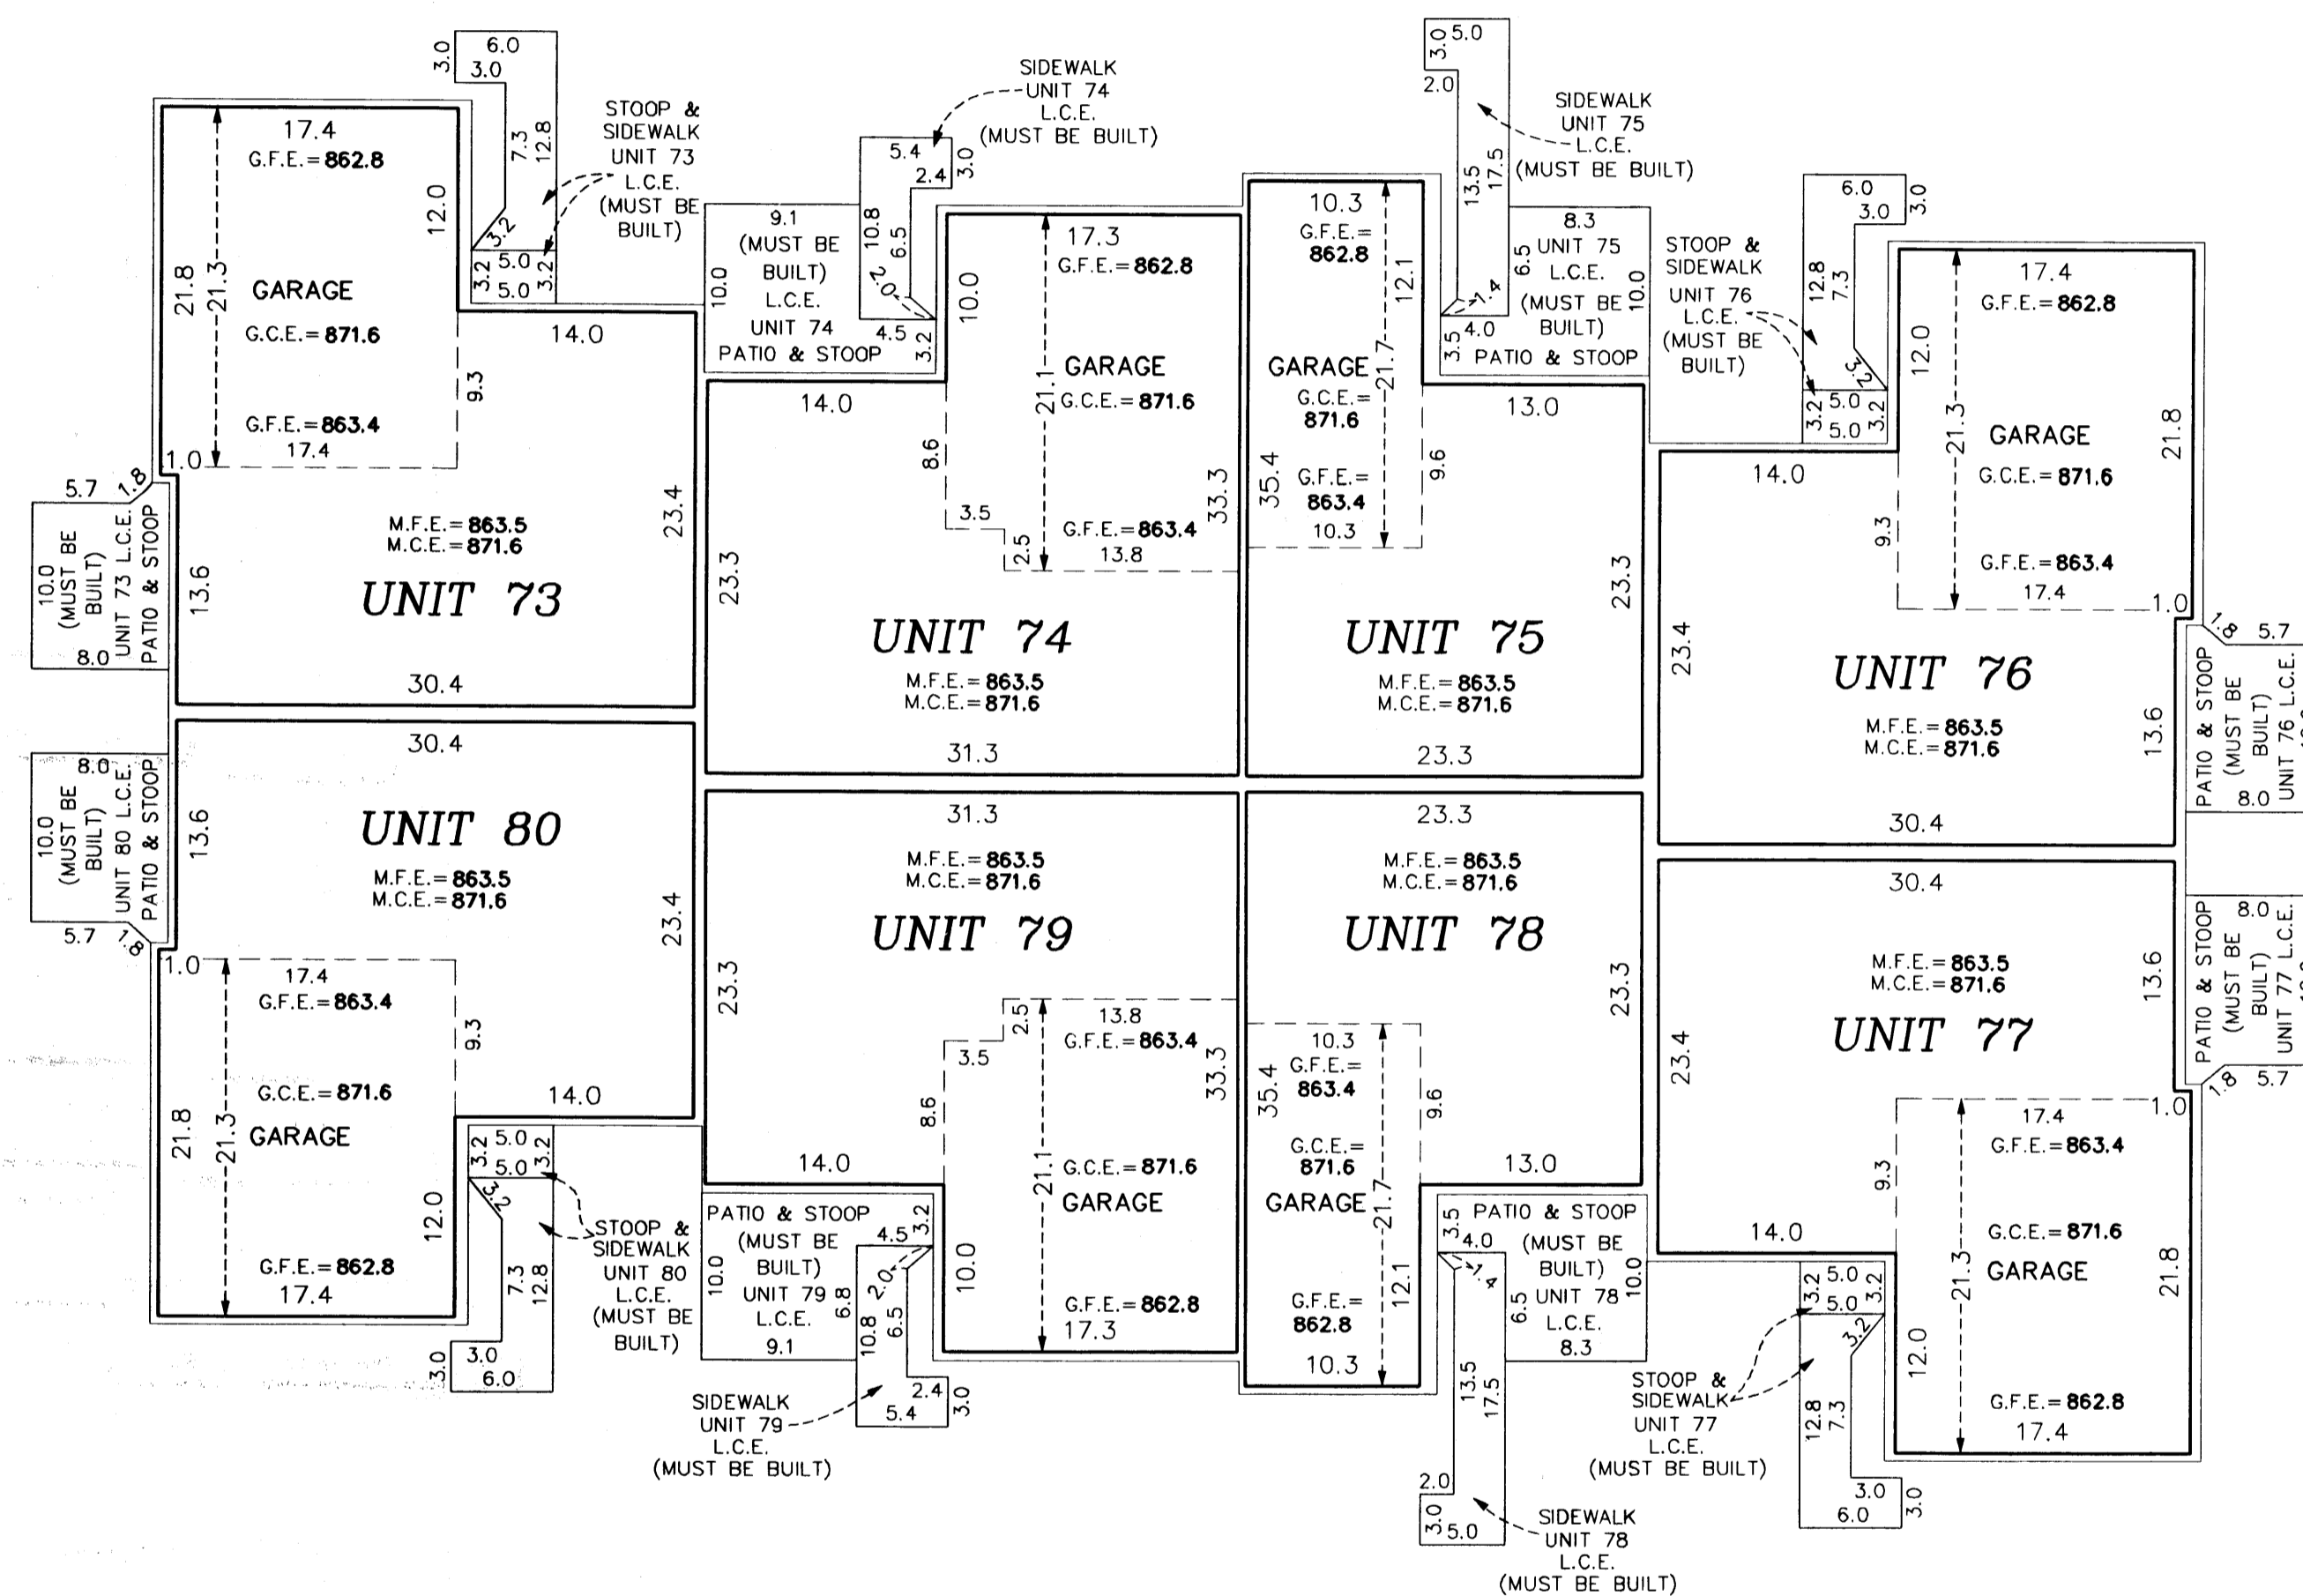 6.0
3.0
3.0
7.3
12.8
3.2
5.0
3.2
3.2
5.0
STOOP &
SIDEWALK
UNIT 73
L.C.E.
(MUST BE
BUILT)
17.4
G.F.E.=862.8
12.0
21.8
21.3
GARAGE
G.C.E.=871.6
14.0
9.3
G.F.E.=863.4
17.4
1.0
5.7
1.8
10.0
(MUST BE
BUILT)
8.0
UNIT 73 L.C.E.
PATIO & STOOP
13.6
M.F.E.=863.5
M.C.E.=871.6
23.4
UNIT 73
30.4
SIDEWALK
UNIT 74
L.C.E.
(MUST BE BUILT)
5.4
2.4
3.0
10.8
6.5
2.0
4.5
3.2
9.1
(MUST BE
BUILT)
L.C.E.
UNIT 74
PATIO & STOOP
10.0
17.3
G.F.E.=862.8
10.0
GARAGE
21.1
G.C.E.=871.6
14.0
8.6
3.5
2.5
G.F.E.=863.4
13.8
33.3
23.3
UNIT 74
M.F.E.=863.5
M.C.E.=871.6
31.3
3.0
5.0
2.0
13.5
17.5
SIDEWALK
UNIT 75
L.C.E.
(MUST BE BUILT)
1.4
4.0
3.5
8.3
6.5
UNIT 75
L.C.E.
(MUST BE
BUILT)
10.0
PATIO & STOOP
10.3
G.F.E.=
862.8
12.1
GARAGE
21.7
G.C.E.=
871.6
13.0
35.4
9.6
G.F.E.=
863.4
10.3
23.3
UNIT 75
M.F.E.=863.5
M.C.E.=871.6
23.3
STOOP &
SIDEWALK
UNIT 76
L.C.E.
(MUST BE
BUILT)
6.0
3.0
3.0
12.8
7.3
3.2
5.0
3.2
3.2
5.0
17.4
G.F.E.=862.8
12.0
21.3
21.8
GARAGE
G.C.E.=871.6
14.0
9.3
G.F.E.=863.4
17.4
1.0
1.8
5.7
23.4
UNIT 76
M.F.E.=863.5
M.C.E.=871.6
13.6
30.4
PATIO & STOOP
(MUST BE
BUILT)
8.0
UNIT 76 L.C.E.
30.4
8.0
10.0
(MUST BE
BUILT)
UNIT 80 L.C.E.
PATIO & STOOP
5.7
1.8
13.6
UNIT 80
M.F.E.=863.5
M.C.E.=871.6
23.4
1.0
17.4
G.F.E.=863.4
9.3
G.C.E.=871.6
14.0
21.8
21.3
GARAGE
12.0
G.F.E.=862.8
17.4
3.2
5.0
3.2
5.0
3.2
7.3
12.8
3.0
3.0
6.0
STOOP &
SIDEWALK
UNIT 80
L.C.E.
(MUST BE
BUILT)
31.3
M.F.E.=863.5
M.C.E.=871.6
UNIT 79
23.3
2.5
13.8
3.5
G.F.E.=863.4
33.3
8.6
14.0
21.1
G.C.E.=871.6
GARAGE
10.0
G.F.E.=862.8
17.3
PATIO & STOOP
(MUST BE
BUILT)
UNIT 79
L.C.E.
9.1
10.0
6.8
4.5
3.2
2.0
10.8
6.5
2.4
5.4
3.0
SIDEWALK
UNIT 79
L.C.E.
(MUST BE BUILT)
23.3
M.F.E.=863.5
M.C.E.=871.6
UNIT 78
23.3
10.3
G.F.E.=
863.4
35.4
9.6
G.C.E.=
871.6
13.0
GARAGE
21.7
12.1
G.F.E.=
862.8
10.3
3.5
PATIO & STOOP
4.0
(MUST BE
BUILT)
UNIT 78
L.C.E.
8.3
10.0
1.4
6.5
13.5
17.5
2.0
3.0
5.0
SIDEWALK
UNIT 78
L.C.E.
(MUST BE BUILT)
30.4
M.F.E.=863.5
M.C.E.=871.6
UNIT 77
13.6
23.4
PATIO & STOOP
(MUST BE
BUILT)
8.0
UNIT 77 L.C.E.
1.8
5.7
1.0
17.4
G.F.E.=863.4
9.3
14.0
G.C.E.=871.6
GARAGE
21.3
21.8
12.0
G.F.E.=862.8
17.4
3.2
5.0
3.2
5.0
3.2
12.8
7.3
3.0
6.0
3.0
STOOP &
SIDEWALK
UNIT 77
L.C.E.
(MUST BE BUILT)